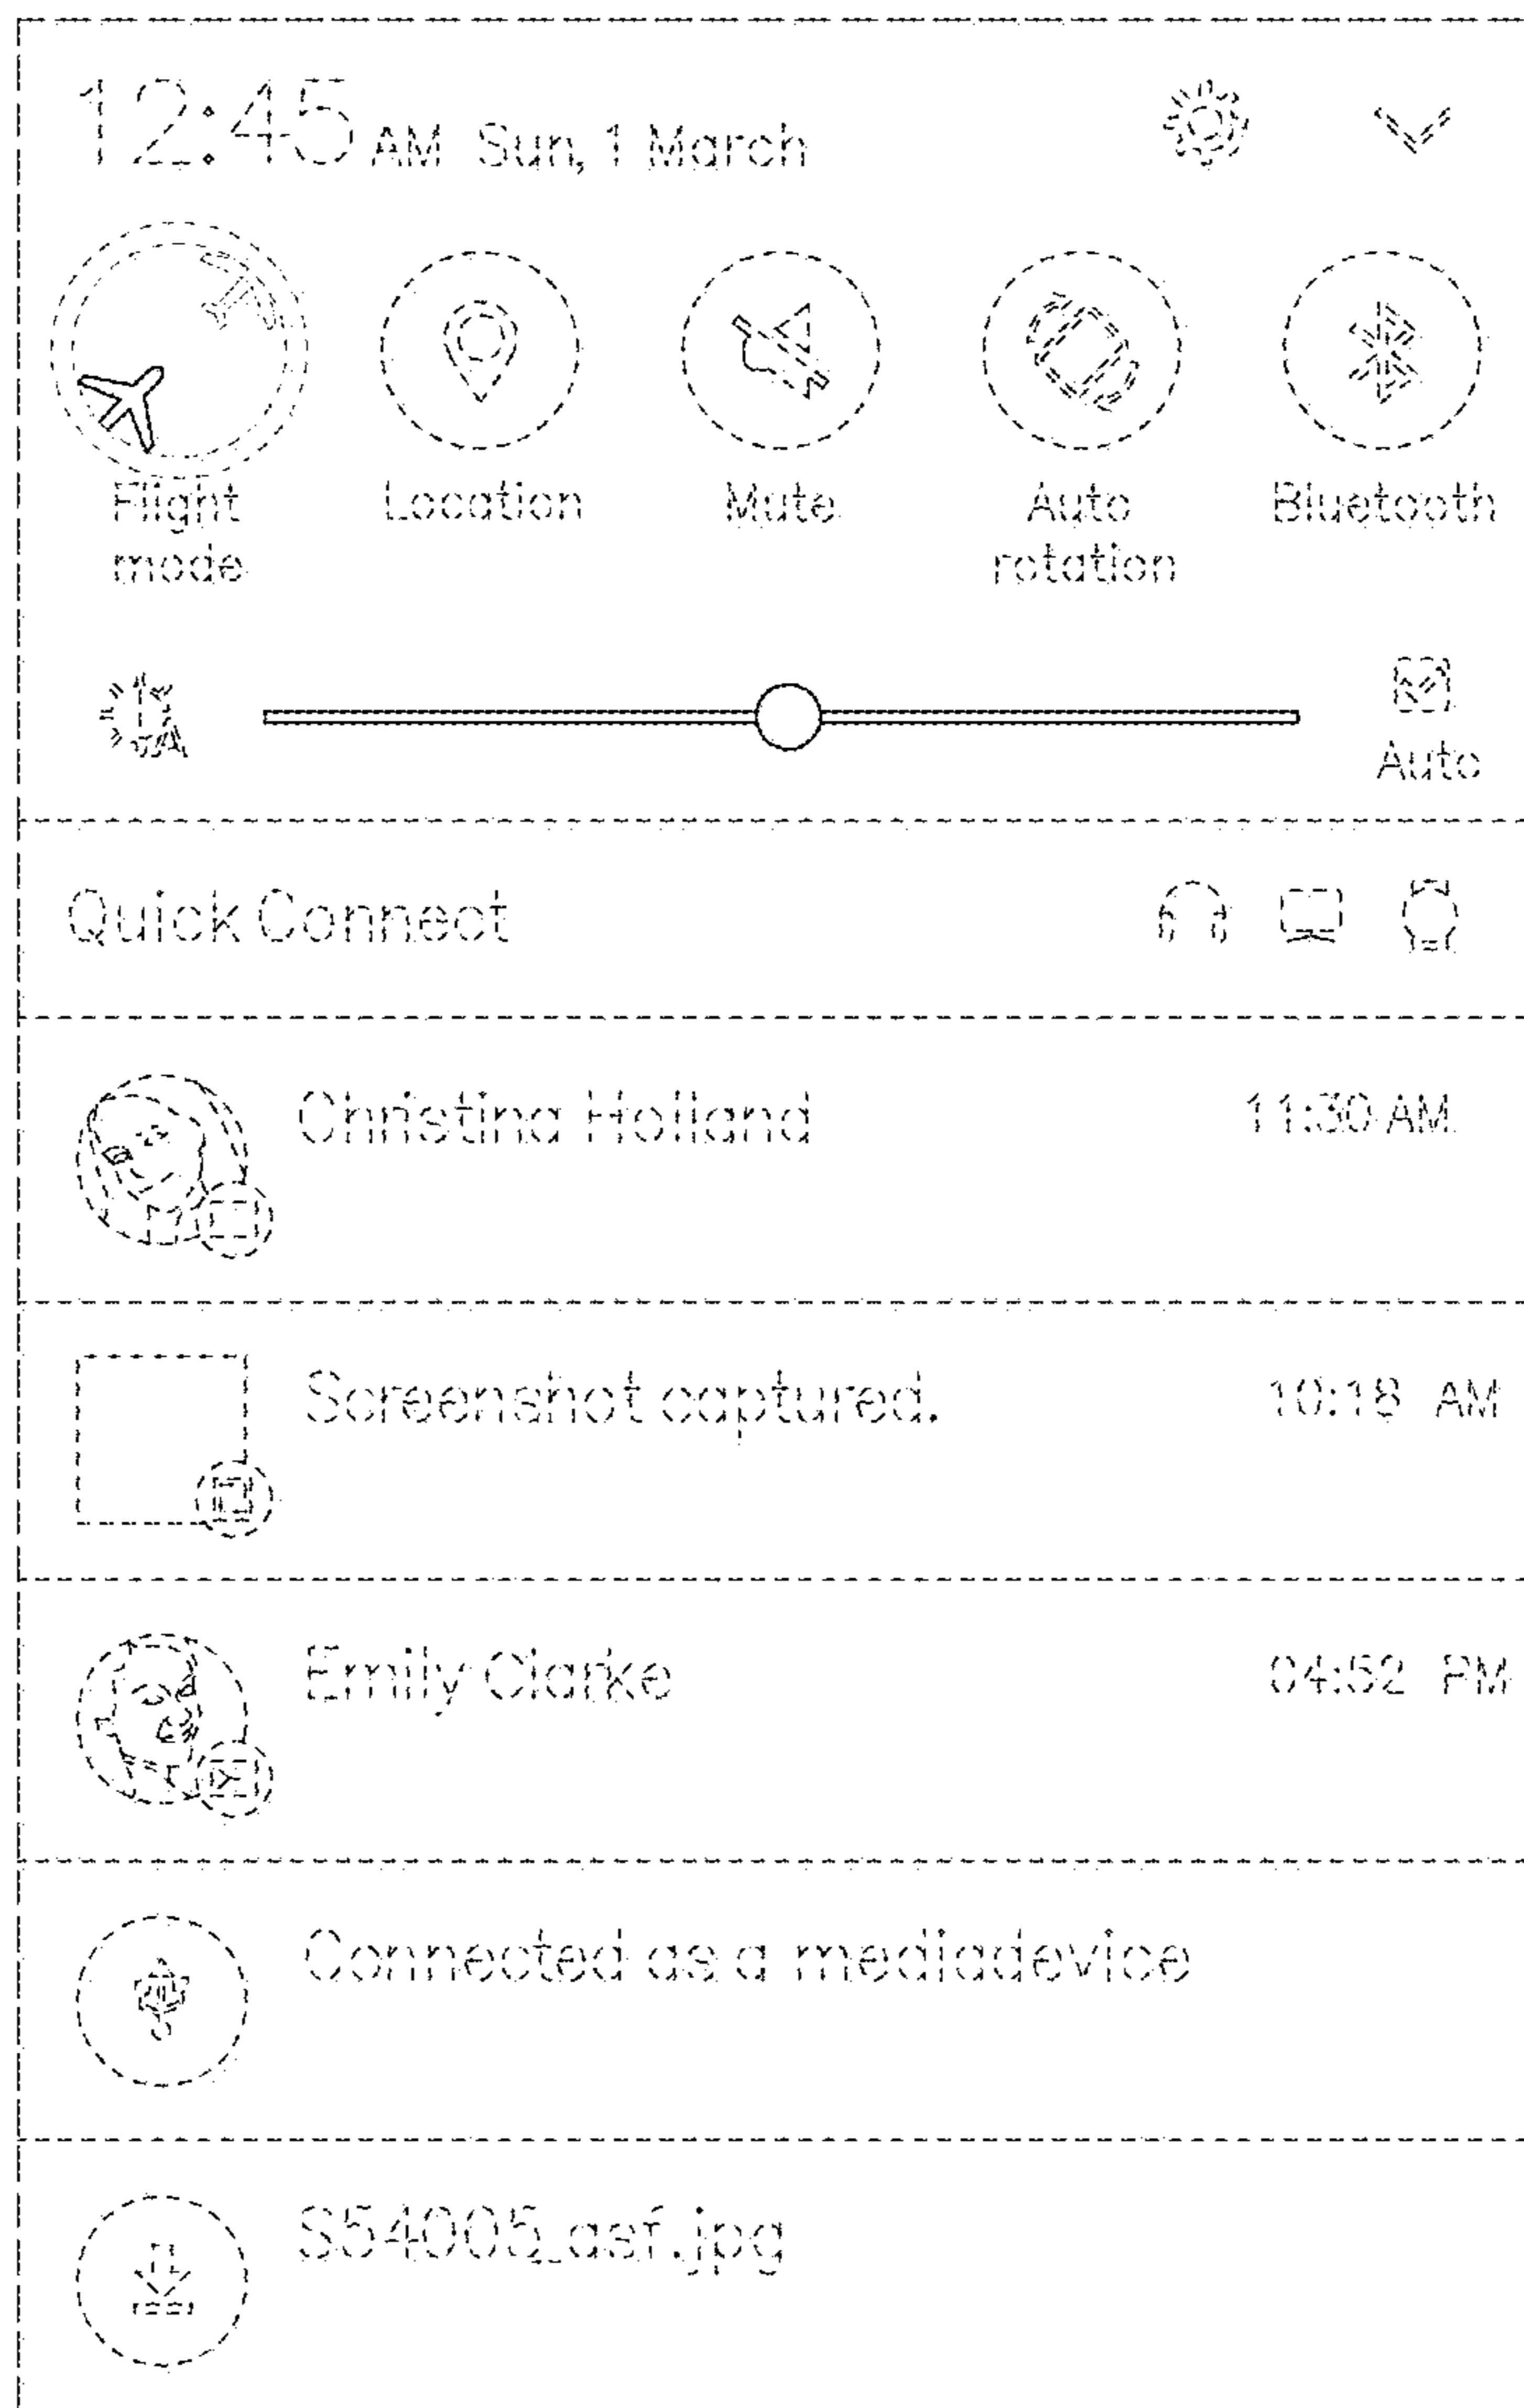 12:45 AM Sun, 1 March
Flight mode
Location
Mute
Auto rotation
Bluetooth
A
Auto
Quick Connect
Christina Holland 11:30 AM
Screenshot captured. 10:18 AM
Emily Clarke 04:52 PM
Connected as a mediadevice
S54005_asf.jpg